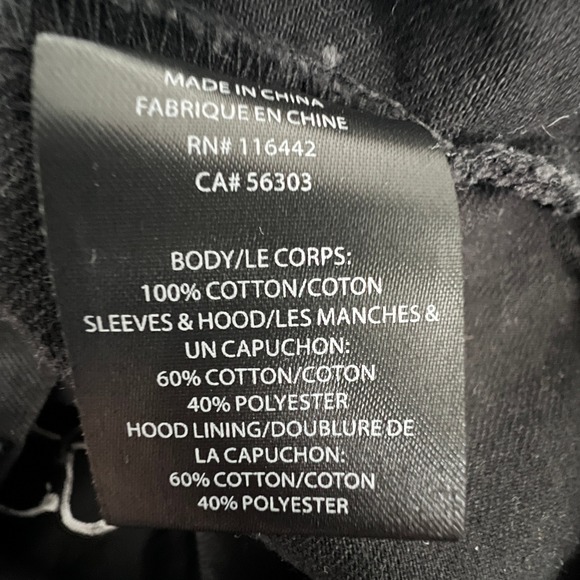 MADE IN CHINA
FABRIQUE EN CHINE
RN# 116442
CA# 56303
BODY/LE CORPS:
100% COTTON/COTON
SLEEVES & HOOD/LES MANCHES &
UN CAPUCHON:
60% COTTON/COTON
40% POLYESTER
HOOD LINING/DOUBLURE DE
LA CAPUCHON:
60% COTTON/COTON
40% POLYESTER